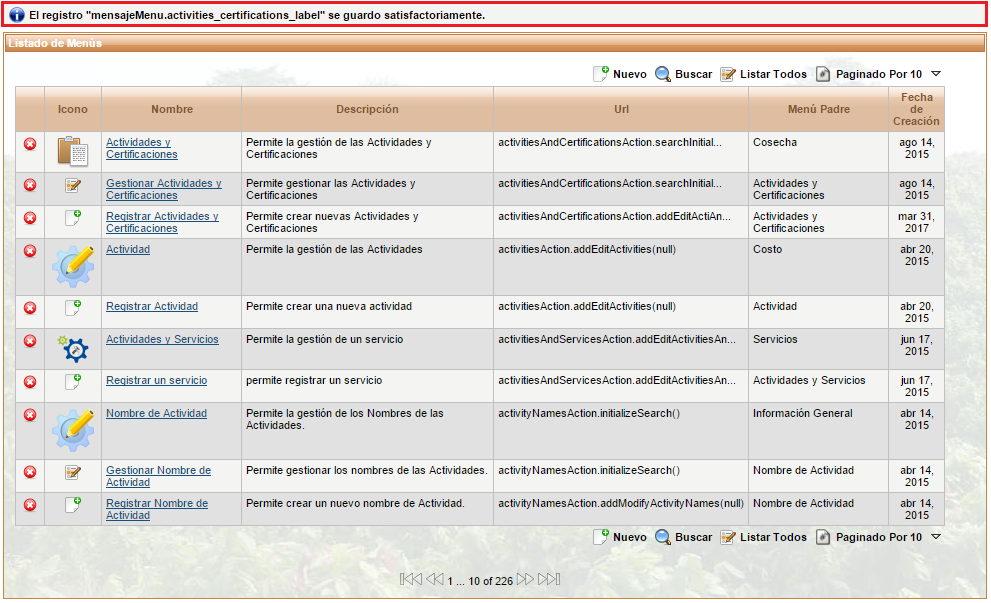 El registro "mensajeMenu.activities_certifications_label" se guardo satisfactoriamente.
Listado de Menús
Nuevo Buscar Listar Todos Paginado Por 10
Icono Nombre Descripción Url Menú Padre Fecha de Creación
Actividades y Certificaciones Permite la gestión de las Actividades y Certificaciones activitiesAndCertificationsAction.searchInitial... Cosecha ago 14, 2015
Gestionar Actividades y Certificaciones Permite gestionar las Actividades y Certificaciones activitiesAndCertificationsAction.searchInitial... Actividades y Certificaciones ago 14, 2015
Registrar Actividades y Certificaciones Permite crear nuevas Actividades y Certificaciones activitiesAndCertificationsAction.addEditActiAn... Actividades y Certificaciones mar 31, 2017
Actividad Permite la gestión de las Actividades activitiesAction.addEditActivities(null) Costo abr 20, 2015
Registrar Actividad Permite crear una nueva actividad activitiesAction.addEditActivities(null) Actividad abr 20, 2015
Actividades y Servicios Permite la gestión de un servicio activitiesAndServicesAction.addEditActivitiesAn... Servicios jun 17, 2015
Registrar un servicio permite registrar un servicio activitiesAndServicesAction.addEditActivitiesAn... Actividades y Servicios jun 17, 2015
Nombre de Actividad Permite la gestión de los Nombres de las Actividades. activityNamesAction.initializeSearch() Información General abr 14, 2015
Gestionar Nombre de Actividad Permite gestionar los nombres de las Actividades. activityNamesAction.initializeSearch() Nombre de Actividad abr 14, 2015
Registrar Nombre de Actividad Permite crear un nuevo nombre de Actividad. activityNamesAction.addModifyActivityNames(null) Nombre de Actividad abr 14, 2015
Nuevo Buscar Listar Todos Paginado Por 10
1 ... 10 of 226